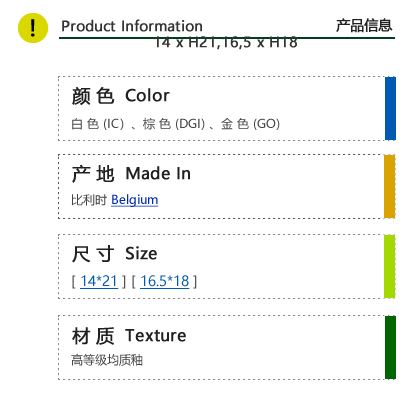 ! Product Information 产品信息
14 x H21,16,5 x H18
颜 色 Color
白 色 (IC) 、棕 色 (DGI) 、金 色 (GO)
产 地 Made In
比利时 Belgium
尺 寸 Size
[ 14*21 ] [ 16.5*18 ]
材 质 Texture
高等级均质釉